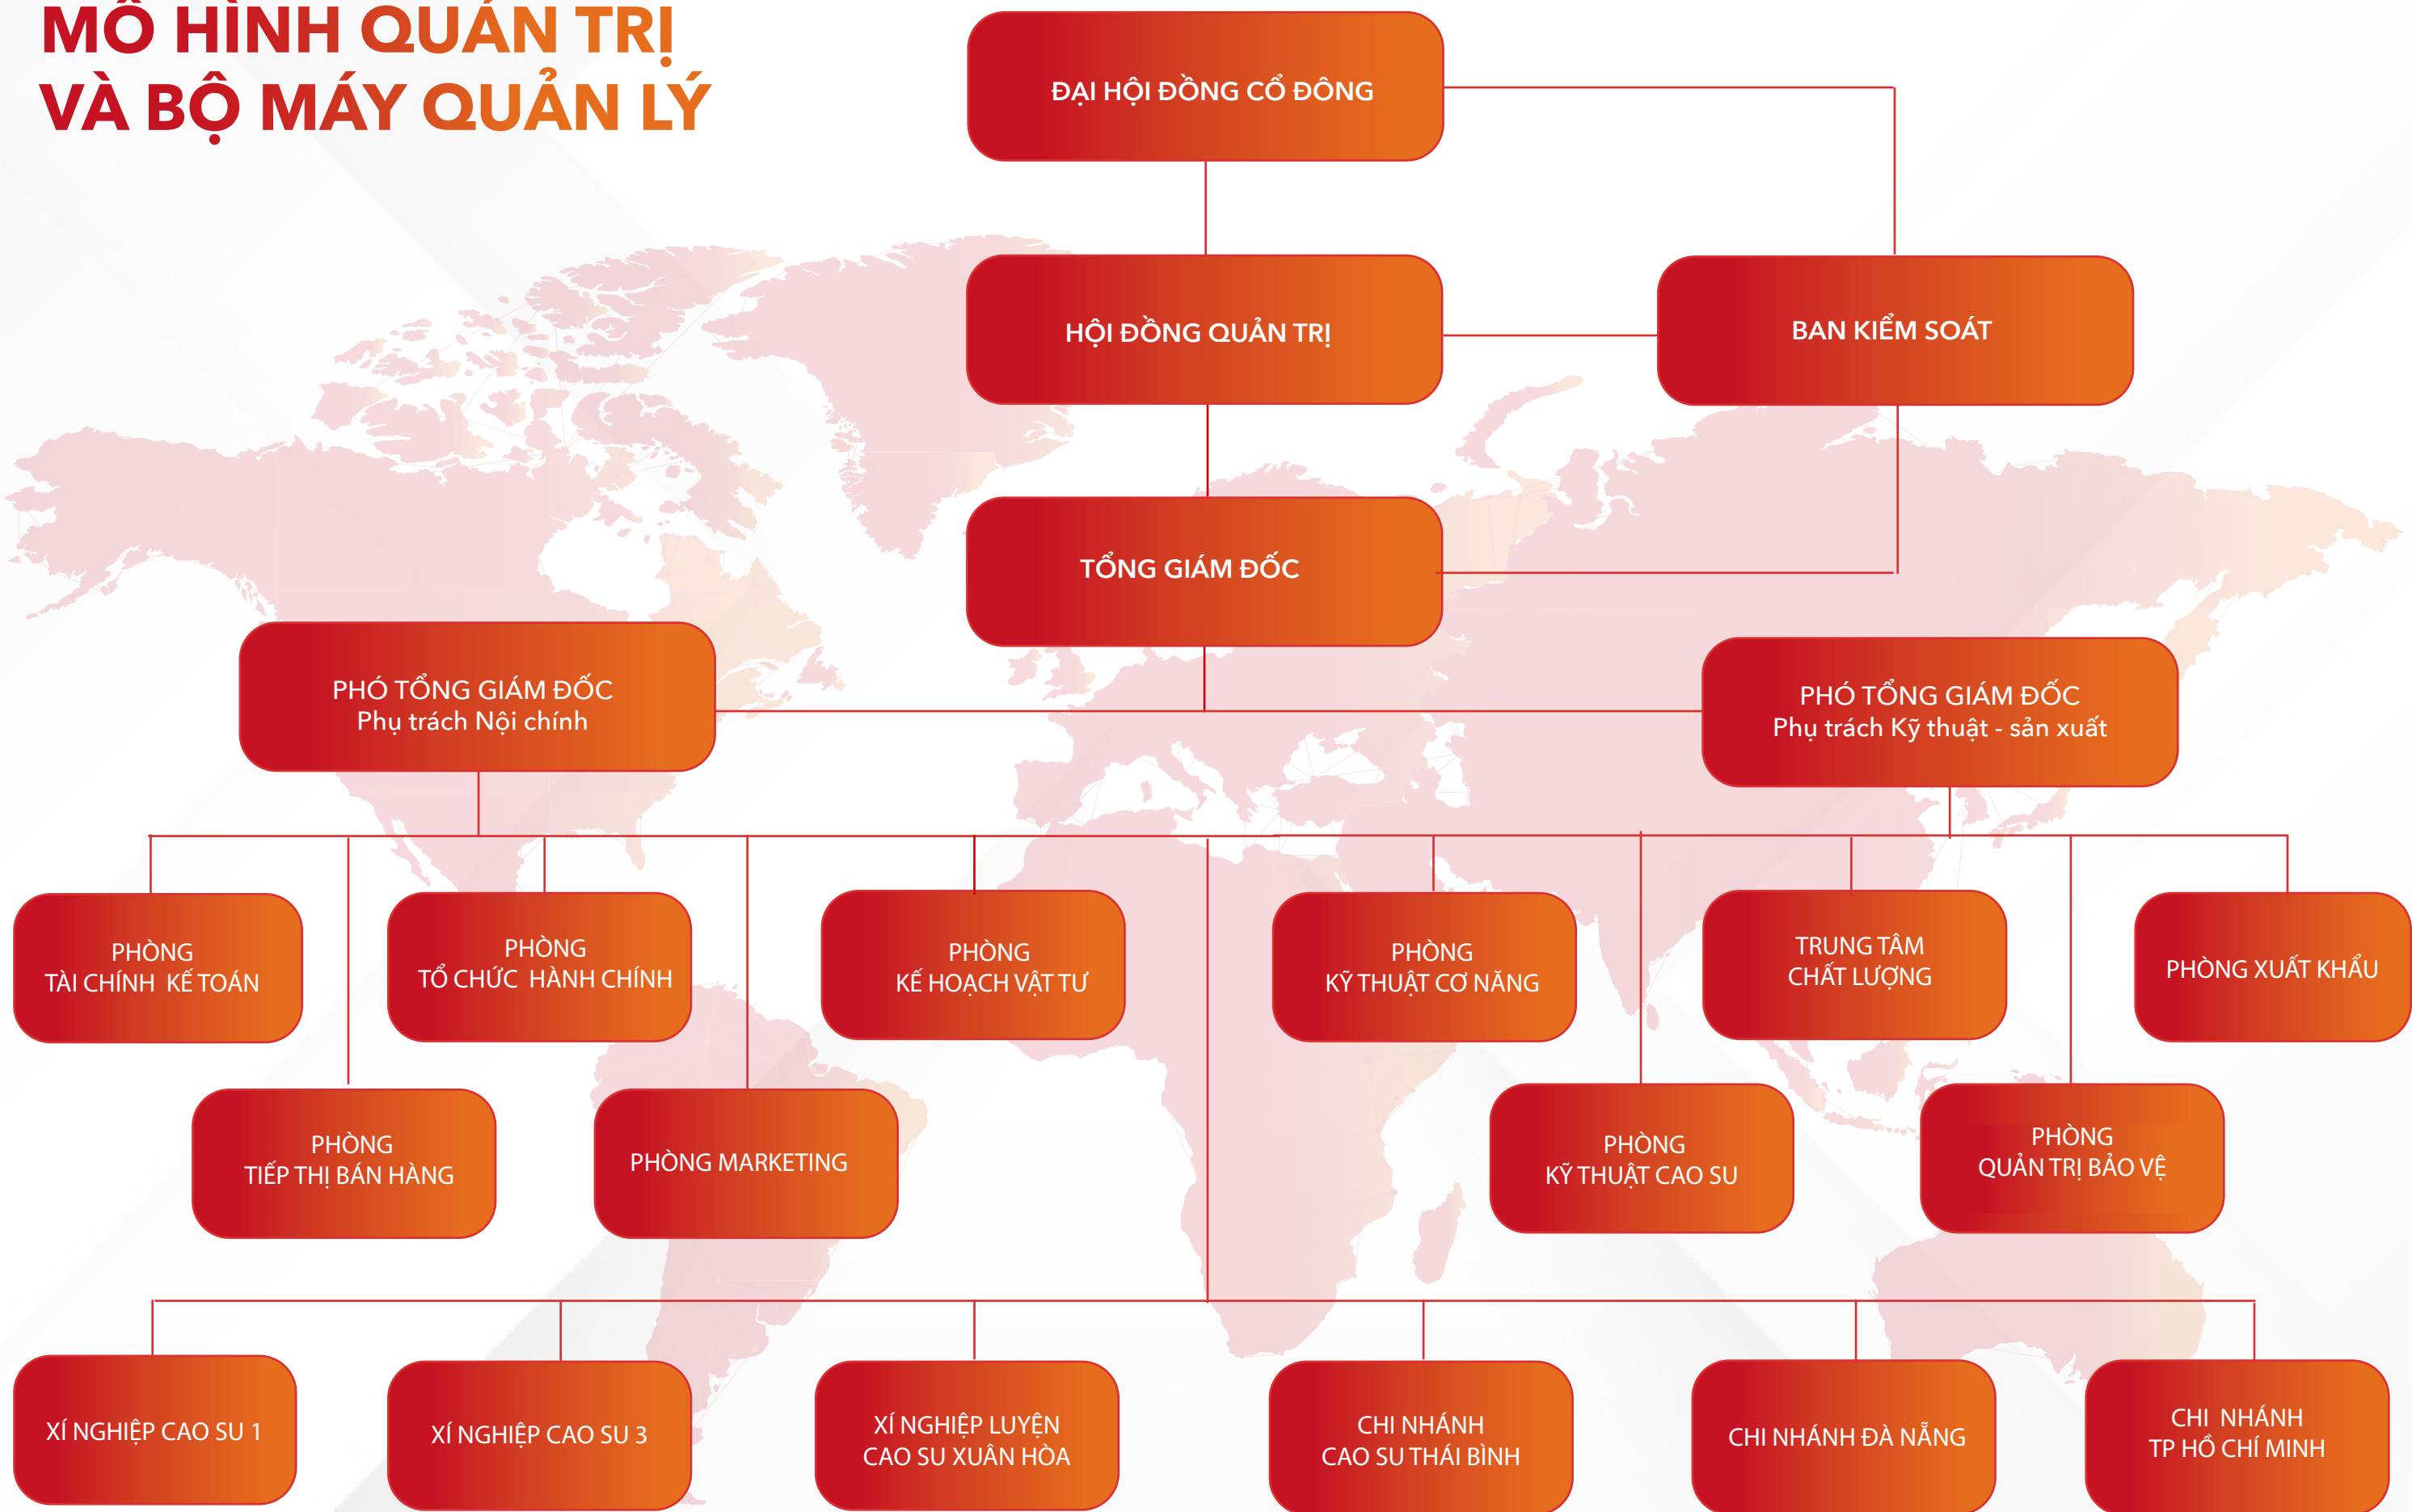 MÔ HÌNH QUẢN TRỊ
VÀ BỘ MÁY QUẢN LÝ
ĐẠI HỘI ĐỒNG CỔ ĐÔNG
HỘI ĐỒNG QUẢN TRỊ
BAN KIỂM SOÁT
TỔNG GIÁM ĐỐC
PHÓ TỔNG GIÁM ĐỐC
Phụ trách Nội chính
PHÓ TỔNG GIÁM ĐỐC
Phụ trách Kỹ thuật - sản xuất
PHÒNG
TÀI CHÍNH KẾ TOÁN
PHÒNG
TỔ CHỨC HÀNH CHÍNH
PHÒNG
KẾ HOẠCH VẬT TƯ
PHÒNG
KỸ THUẬT CƠ NĂNG
TRUNG TÂM
CHẤT LƯỢNG
PHÒNG XUẤT KHẨU
PHÒNG
TIẾP THỊ BÁN HÀNG
PHÒNG MARKETING
PHÒNG
KỸ THUẬT CAO SU
PHÒNG
QUẢN TRỊ BẢO VỆ
XÍ NGHIỆP CAO SU 1
XÍ NGHIỆP CAO SU 3
XÍ NGHIỆP LUYỆN
CAO SU XUÂN HÒA
CHI NHÁNH
CAO SU THÁI BÌNH
CHI NHÁNH ĐÀ NẴNG
CHI NHÁNH
TP HỒ CHÍ MINH